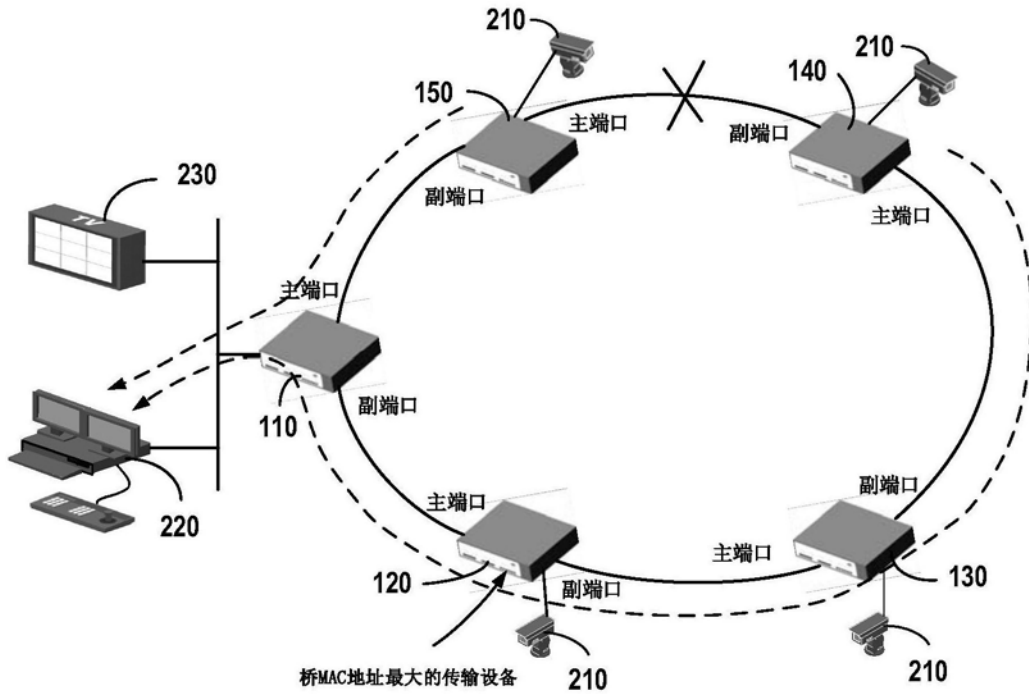 210
210
150
140
主端口
副端口
230
TV
副端口
主端口
主端口
110
副端口
副端口
主端口
主端口
220
120
副端口
130
210
210
桥MAC地址最大的传输设备